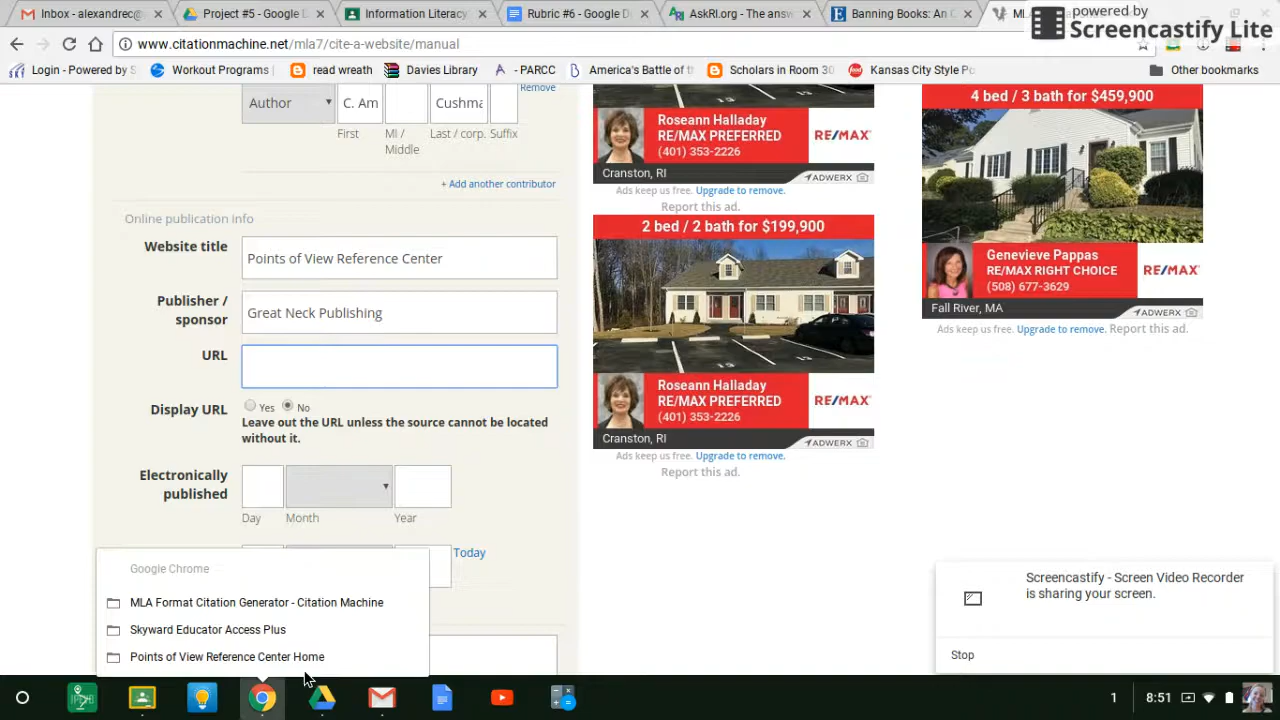 Inbox - alexandrec@
Project #5 - Google D
Information Literacy
Rubric #6 - Google D
AskRI.org - The answ
Banning Books: An O
ML
powered by
Screencastify Lite
www.citationmachine.net/mla7/cite-a-website/manual
Login - Powered by S
Workout Programs
read wreath
Davies Library
- PARCC
America's Battle of t
Scholars in Room 30
Kansas City Style Po
Other bookmarks
Author
C. Am
Cushma
Remove
First
MI /
Middle
Last / corp.
Suffix
+ Add another contributor
Online publication info
Website title
Points of View Reference Center
Publisher /
sponsor
Great Neck Publishing
URL
Display URL
Yes
No
Leave out the URL unless the source cannot be located
without it.
Electronically
published
Day
Month
Year
Today
Google Chrome
MLA Format Citation Generator - Citation Machine
Skyward Educator Access Plus
Points of View Reference Center Home
Roseann Halladay
RE/MAX PREFERRED
(401) 353-2226
RE/MAX
Cranston, RI
ADWERX
Ads keep us free. Upgrade to remove.
Report this ad.
2 bed / 2 bath for $199,900
Roseann Halladay
RE/MAX PREFERRED
(401) 353-2226
RE/MAX
Cranston, RI
ADWERX
Ads keep us free. Upgrade to remove.
Report this ad.
4 bed / 3 bath for $459,900
Genevieve Pappas
RE/MAX RIGHT CHOICE
(508) 677-3629
RE/MAX
Fall River, MA
ADWERX
Ads keep us free. Upgrade to remove. Report this ad.
Screencastify - Screen Video Recorder
is sharing your screen.
Stop
1
8:51